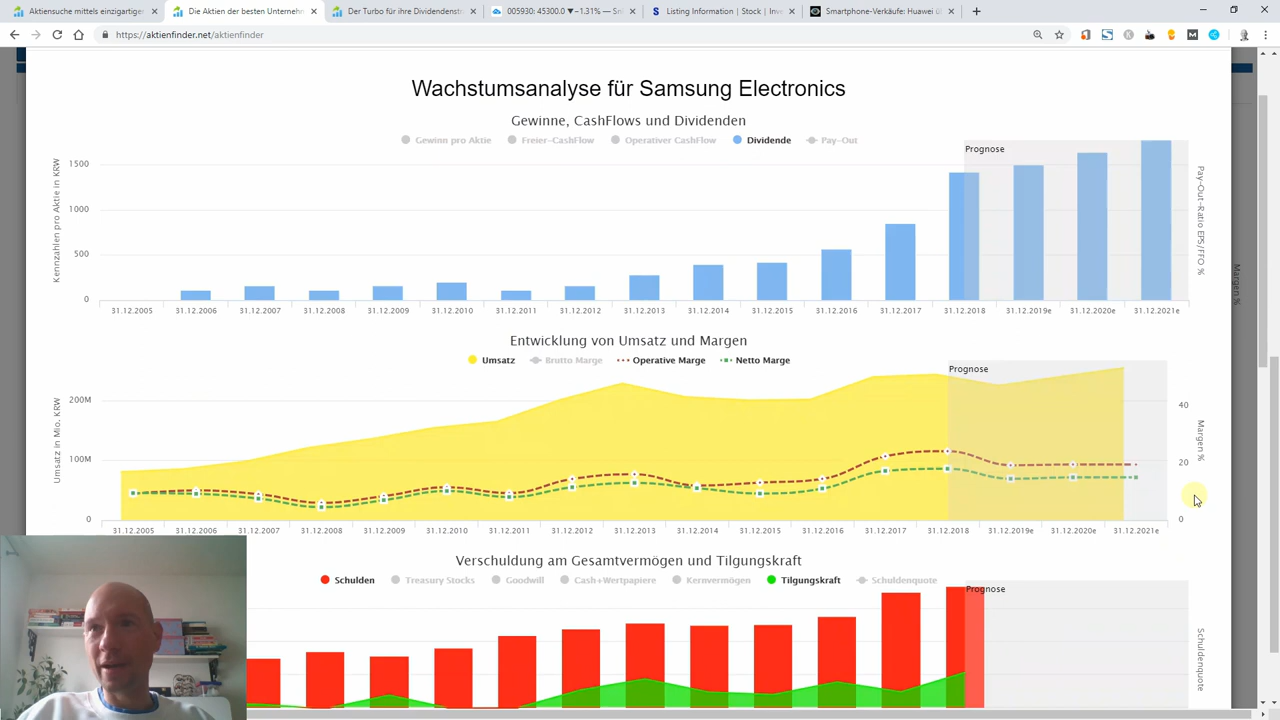 Aktiensuche mittels einzigartiger
Die Aktien der besten Unternehm
Der Turbo für ihre Dividendenstr
005930: 45300.0 ▾−1.31% — Sn
Listing Information | Stock | Inve
Smartphone-Verkäufe: Huawei ü
https://aktienfinder.net/aktienfinder
Wachstumsanalyse für Samsung Electronics
Gewinne, CashFlows und Dividenden
Gewinn pro Aktie Freier-CashFlow Operativer CashFlow Dividende Pay-Out
Kennzahlen pro Aktie in KRW
1500
1000
500
0
Prognose
Pay-Out-Ratio EPS/FFO %
Margen %
31.12.2005 31.12.2006 31.12.2007 31.12.2008 31.12.2009 31.12.2010 31.12.2011 31.12.2012 31.12.2013 31.12.2014 31.12.2015 31.12.2016 31.12.2017 31.12.2018 31.12.2019e 31.12.2020e 31.12.2021e
Entwicklung von Umsatz und Margen
Umsatz Brutto Marge Operative Marge Netto Marge
Umsatz in Mio. KRW
200M
100M
0
Prognose
40
20
0
Margen %
31.12.2005 31.12.2006 31.12.2007 31.12.2008 31.12.2009 31.12.2010 31.12.2011 31.12.2012 31.12.2013 31.12.2014 31.12.2015 31.12.2016 31.12.2017 31.12.2018 31.12.2019e 31.12.2020e 31.12.2021e
Verschuldung am Gesamtvermögen und Tilgungskraft
Schulden Treasury Stocks Goodwill Cash+Wertpapiere Kernvermögen Tilgungskraft Schuldenquote
Prognose
Schuldenquote